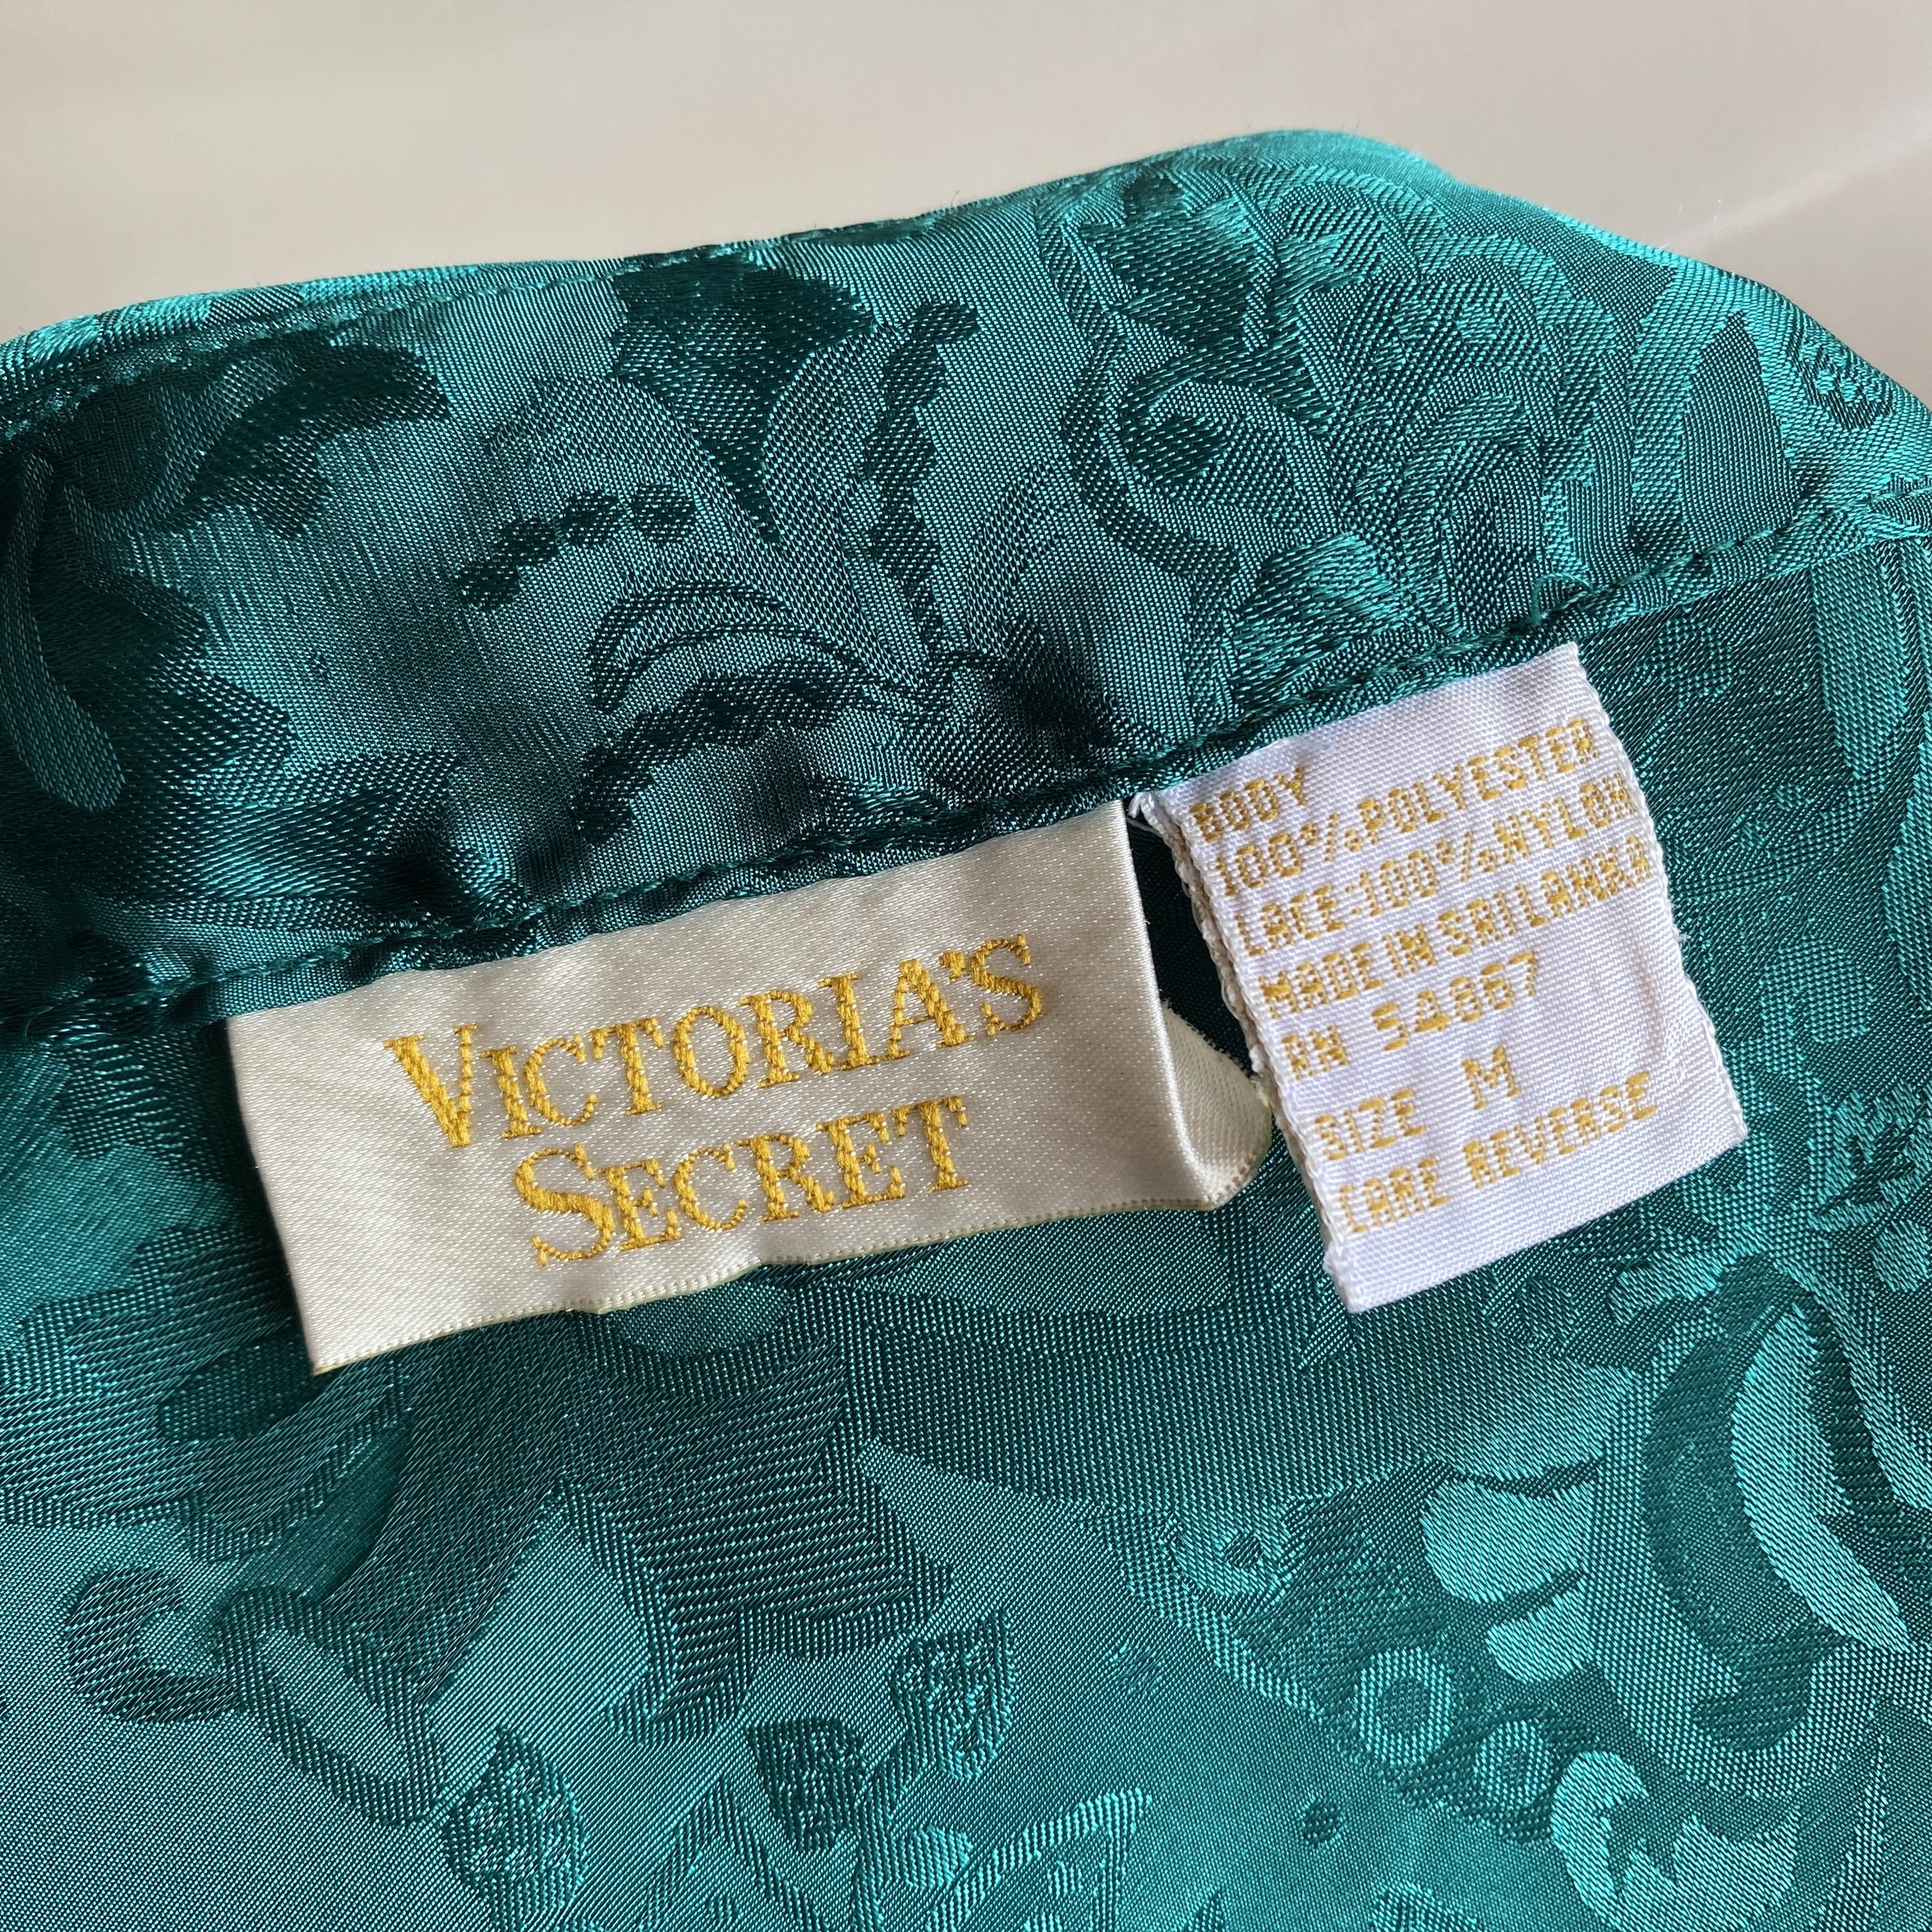 VICTORIA'S
SECRET
BODY
100%POLYESTER
LACE:100%NYLON
MADE IN SRI LANKA
RN 54867
SIZE M
CARE REVERSE